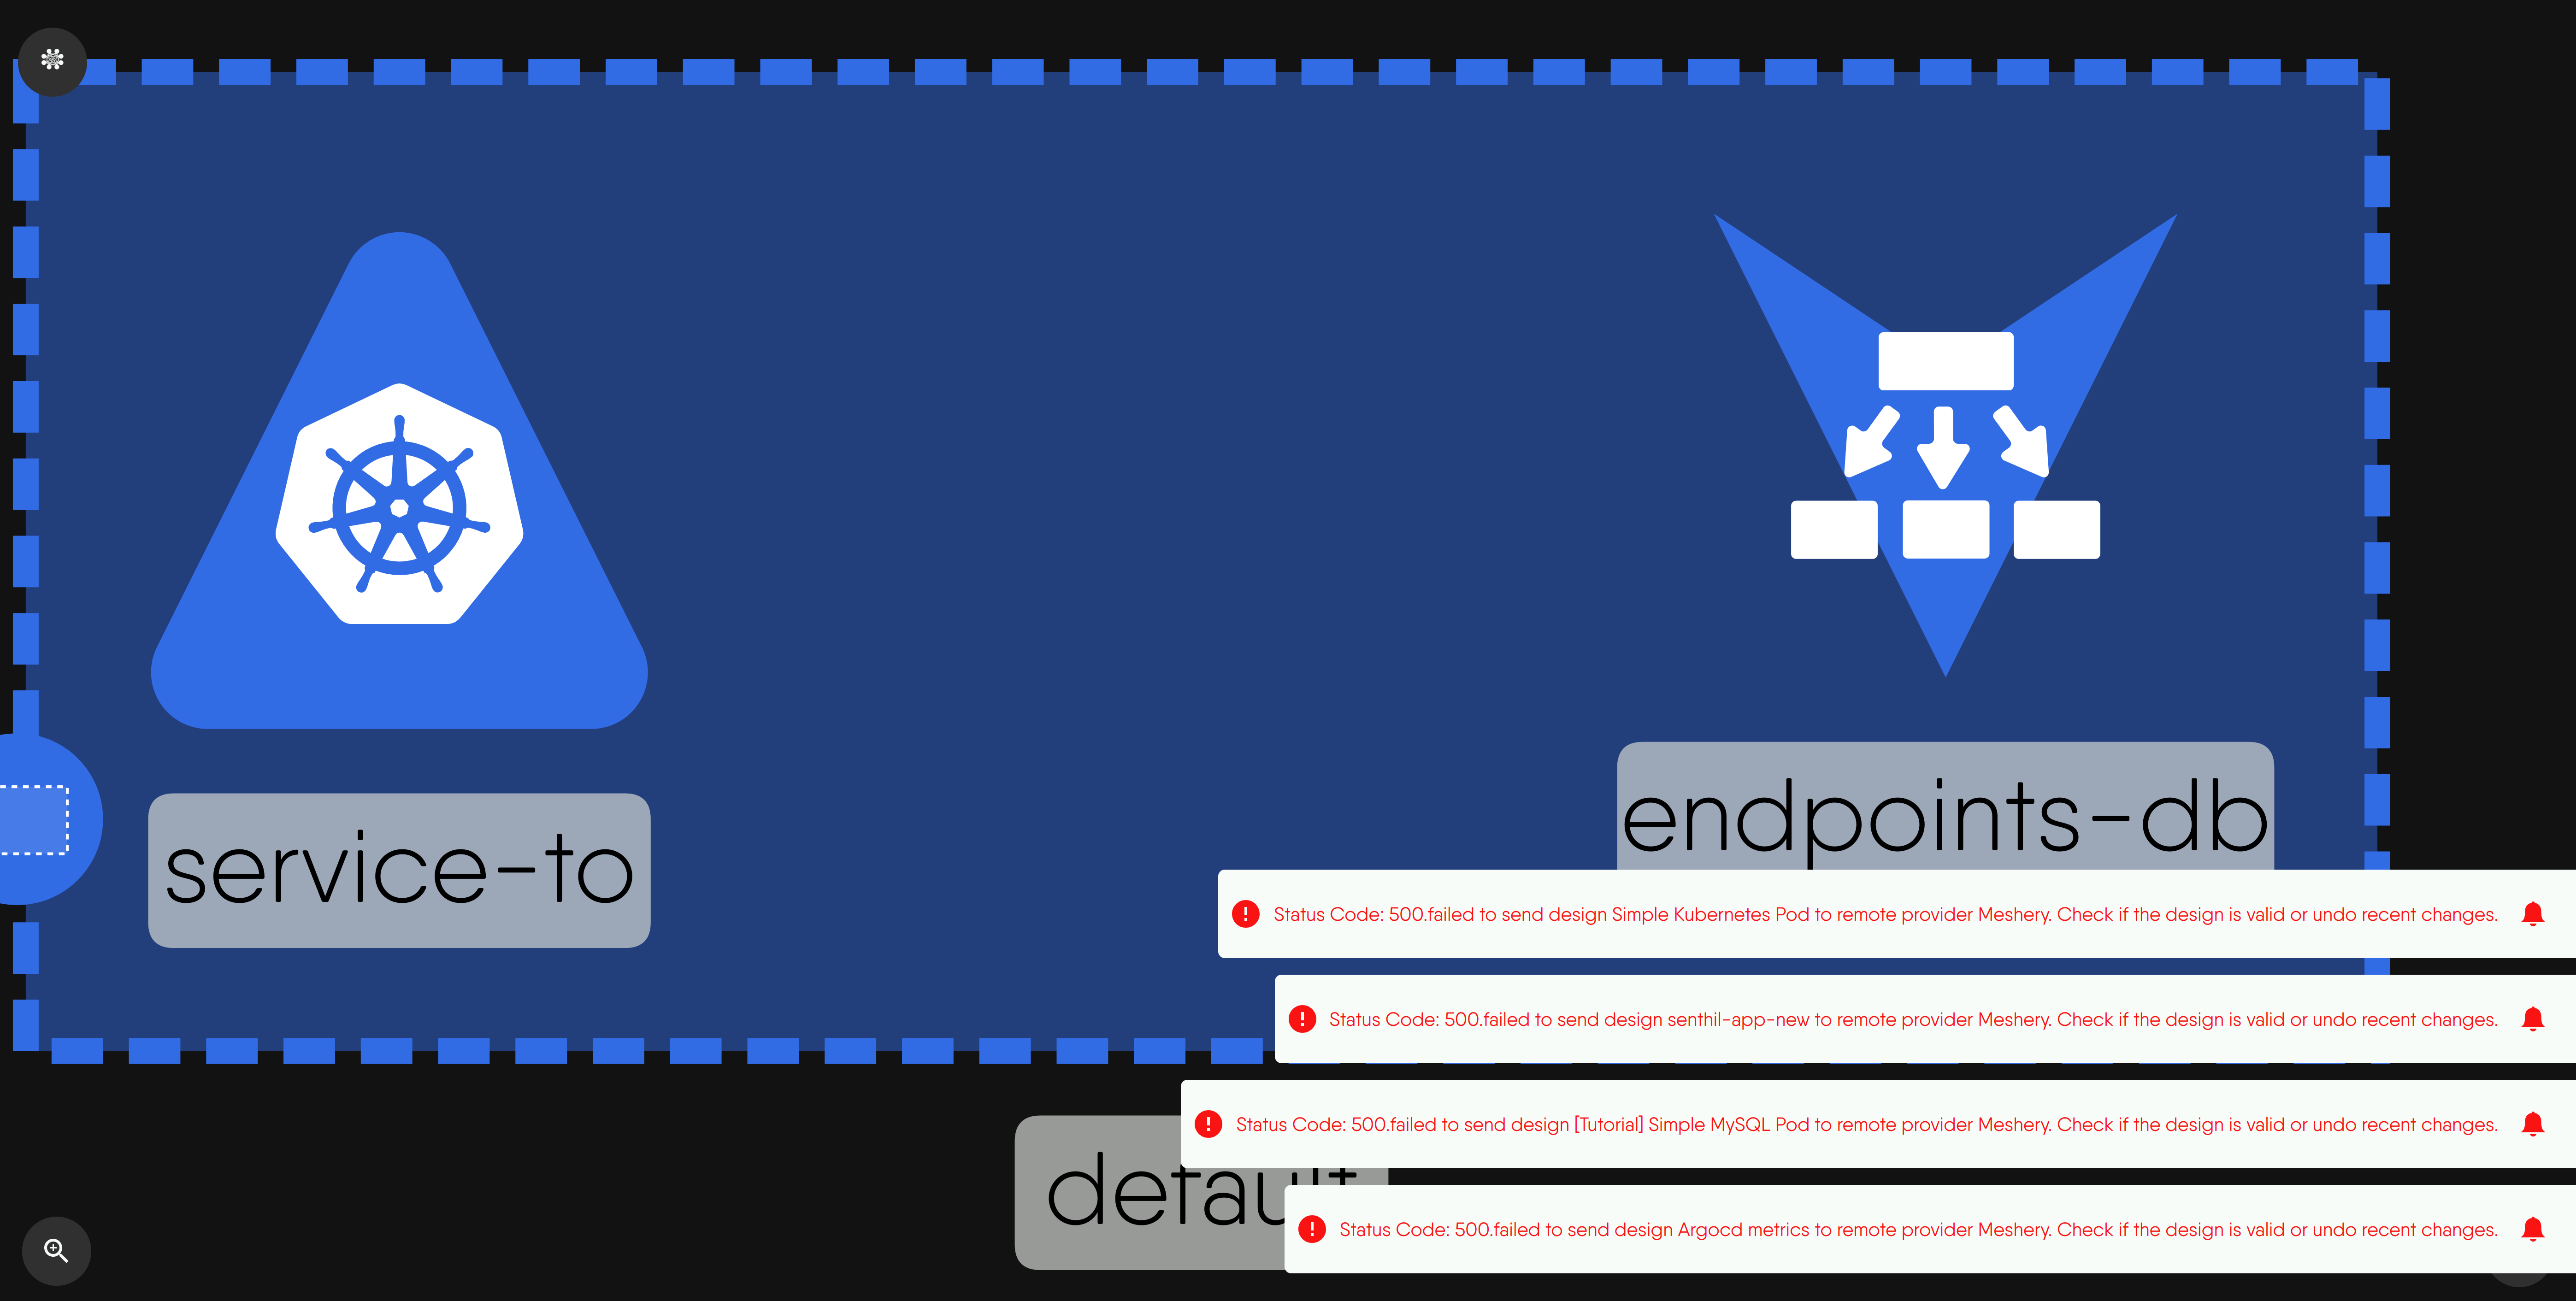 service-to
endpoints-db
Status Code: 500.failed to send design Simple Kubernetes Pod to remote provider Meshery. Check if the design is valid or undo recent changes.
Status Code: 500.failed to send design senthil-app-new to remote provider Meshery. Check if the design is valid or undo recent changes.
Status Code: 500.failed to send design [Tutorial] Simple MySQL Pod to remote provider Meshery. Check if the design is valid or undo recent changes.
default
Status Code: 500.failed to send design Argocd metrics to remote provider Meshery. Check if the design is valid or undo recent changes.